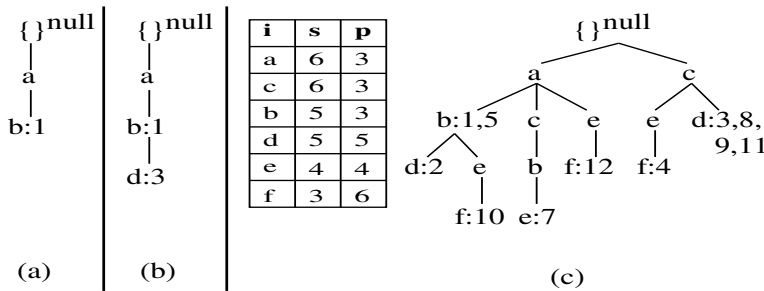 {}null
a
b:1
(a)
{}null
a
b:1
d:3
(b)
i s p
a 6 3
c 6 3
b 5 3
d 5 5
e 4 4
f 3 6
{}null
a c
b:1,5 c e e d:3,8,
9,11
d:2 e b f:12 f:4
f:10 e:7
(c)